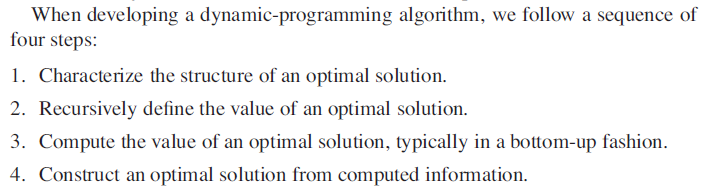 When developing a dynamic-programming algorithm, we follow a sequence of
four steps:
1. Characterize the structure of an optimal solution.
2. Recursively define the value of an optimal solution.
3. Compute the value of an optimal solution, typically in a bottom-up fashion.
4. Construct an optimal solution from computed information.